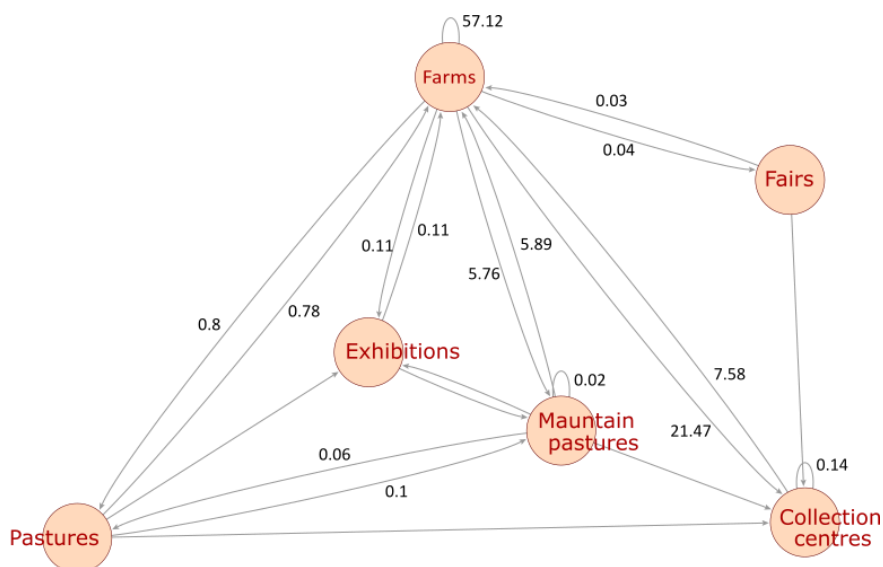 57.12
Farms
0.03
0.04
Fairs
0.11
0.11
5.89
5.76
0.8
0.78
Exhibitions
7.58
0.02
Mauntain
pastures
21.47
0.06
0.14
0.1
Pastures
Collection
centres